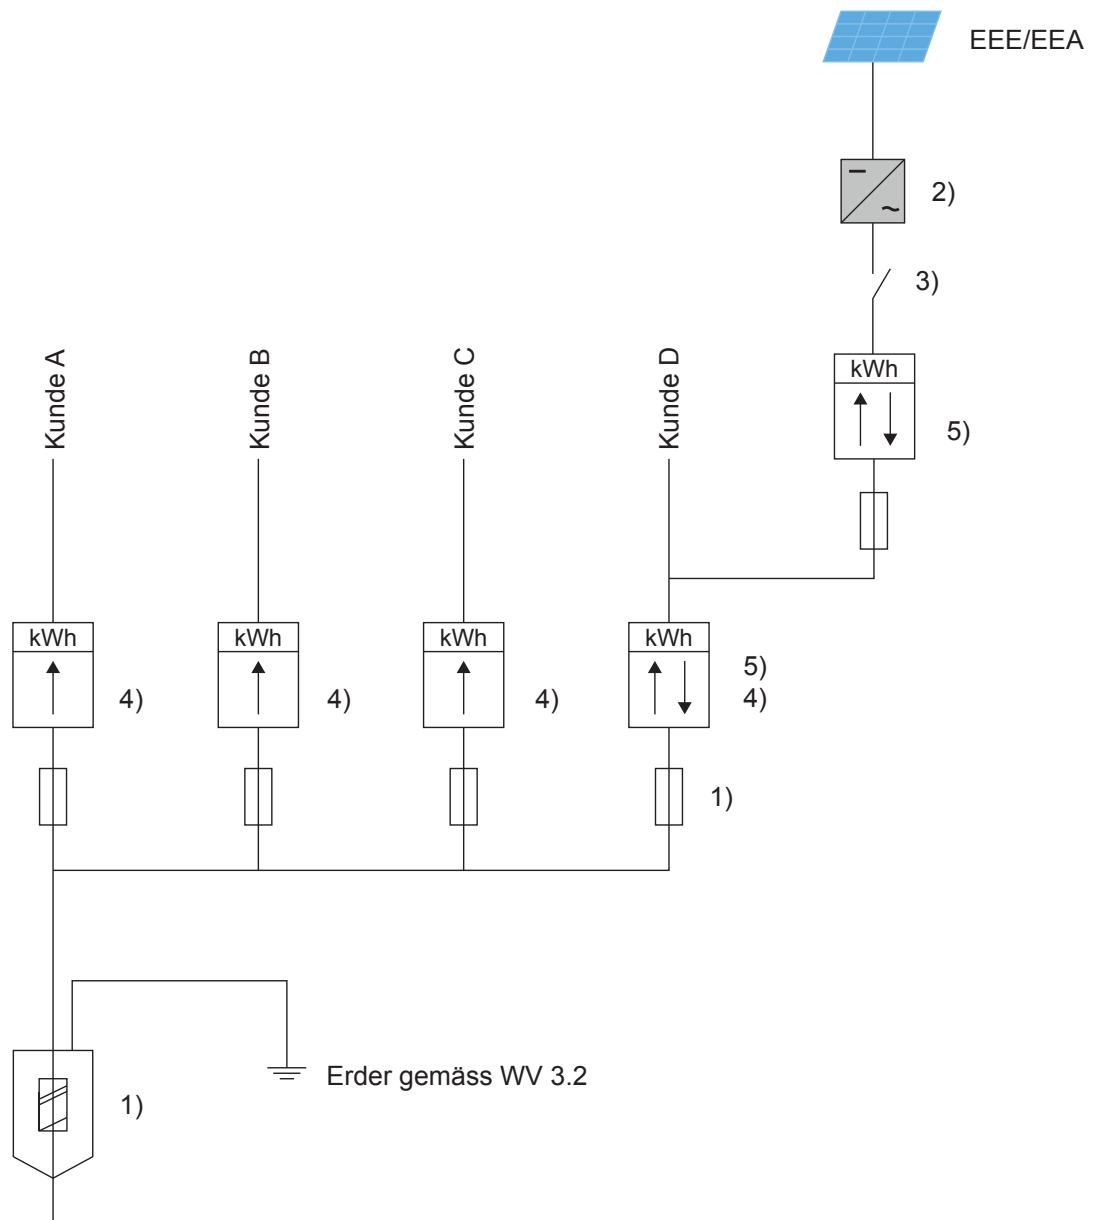 EEE/EEA
2)
3)
kWh
5)
Kunde A
Kunde B
Kunde C
Kunde D
kWh
4)
kWh
4)
kWh
4)
kWh
5)
4)
1)
Erder gemäss WV 3.2
1)